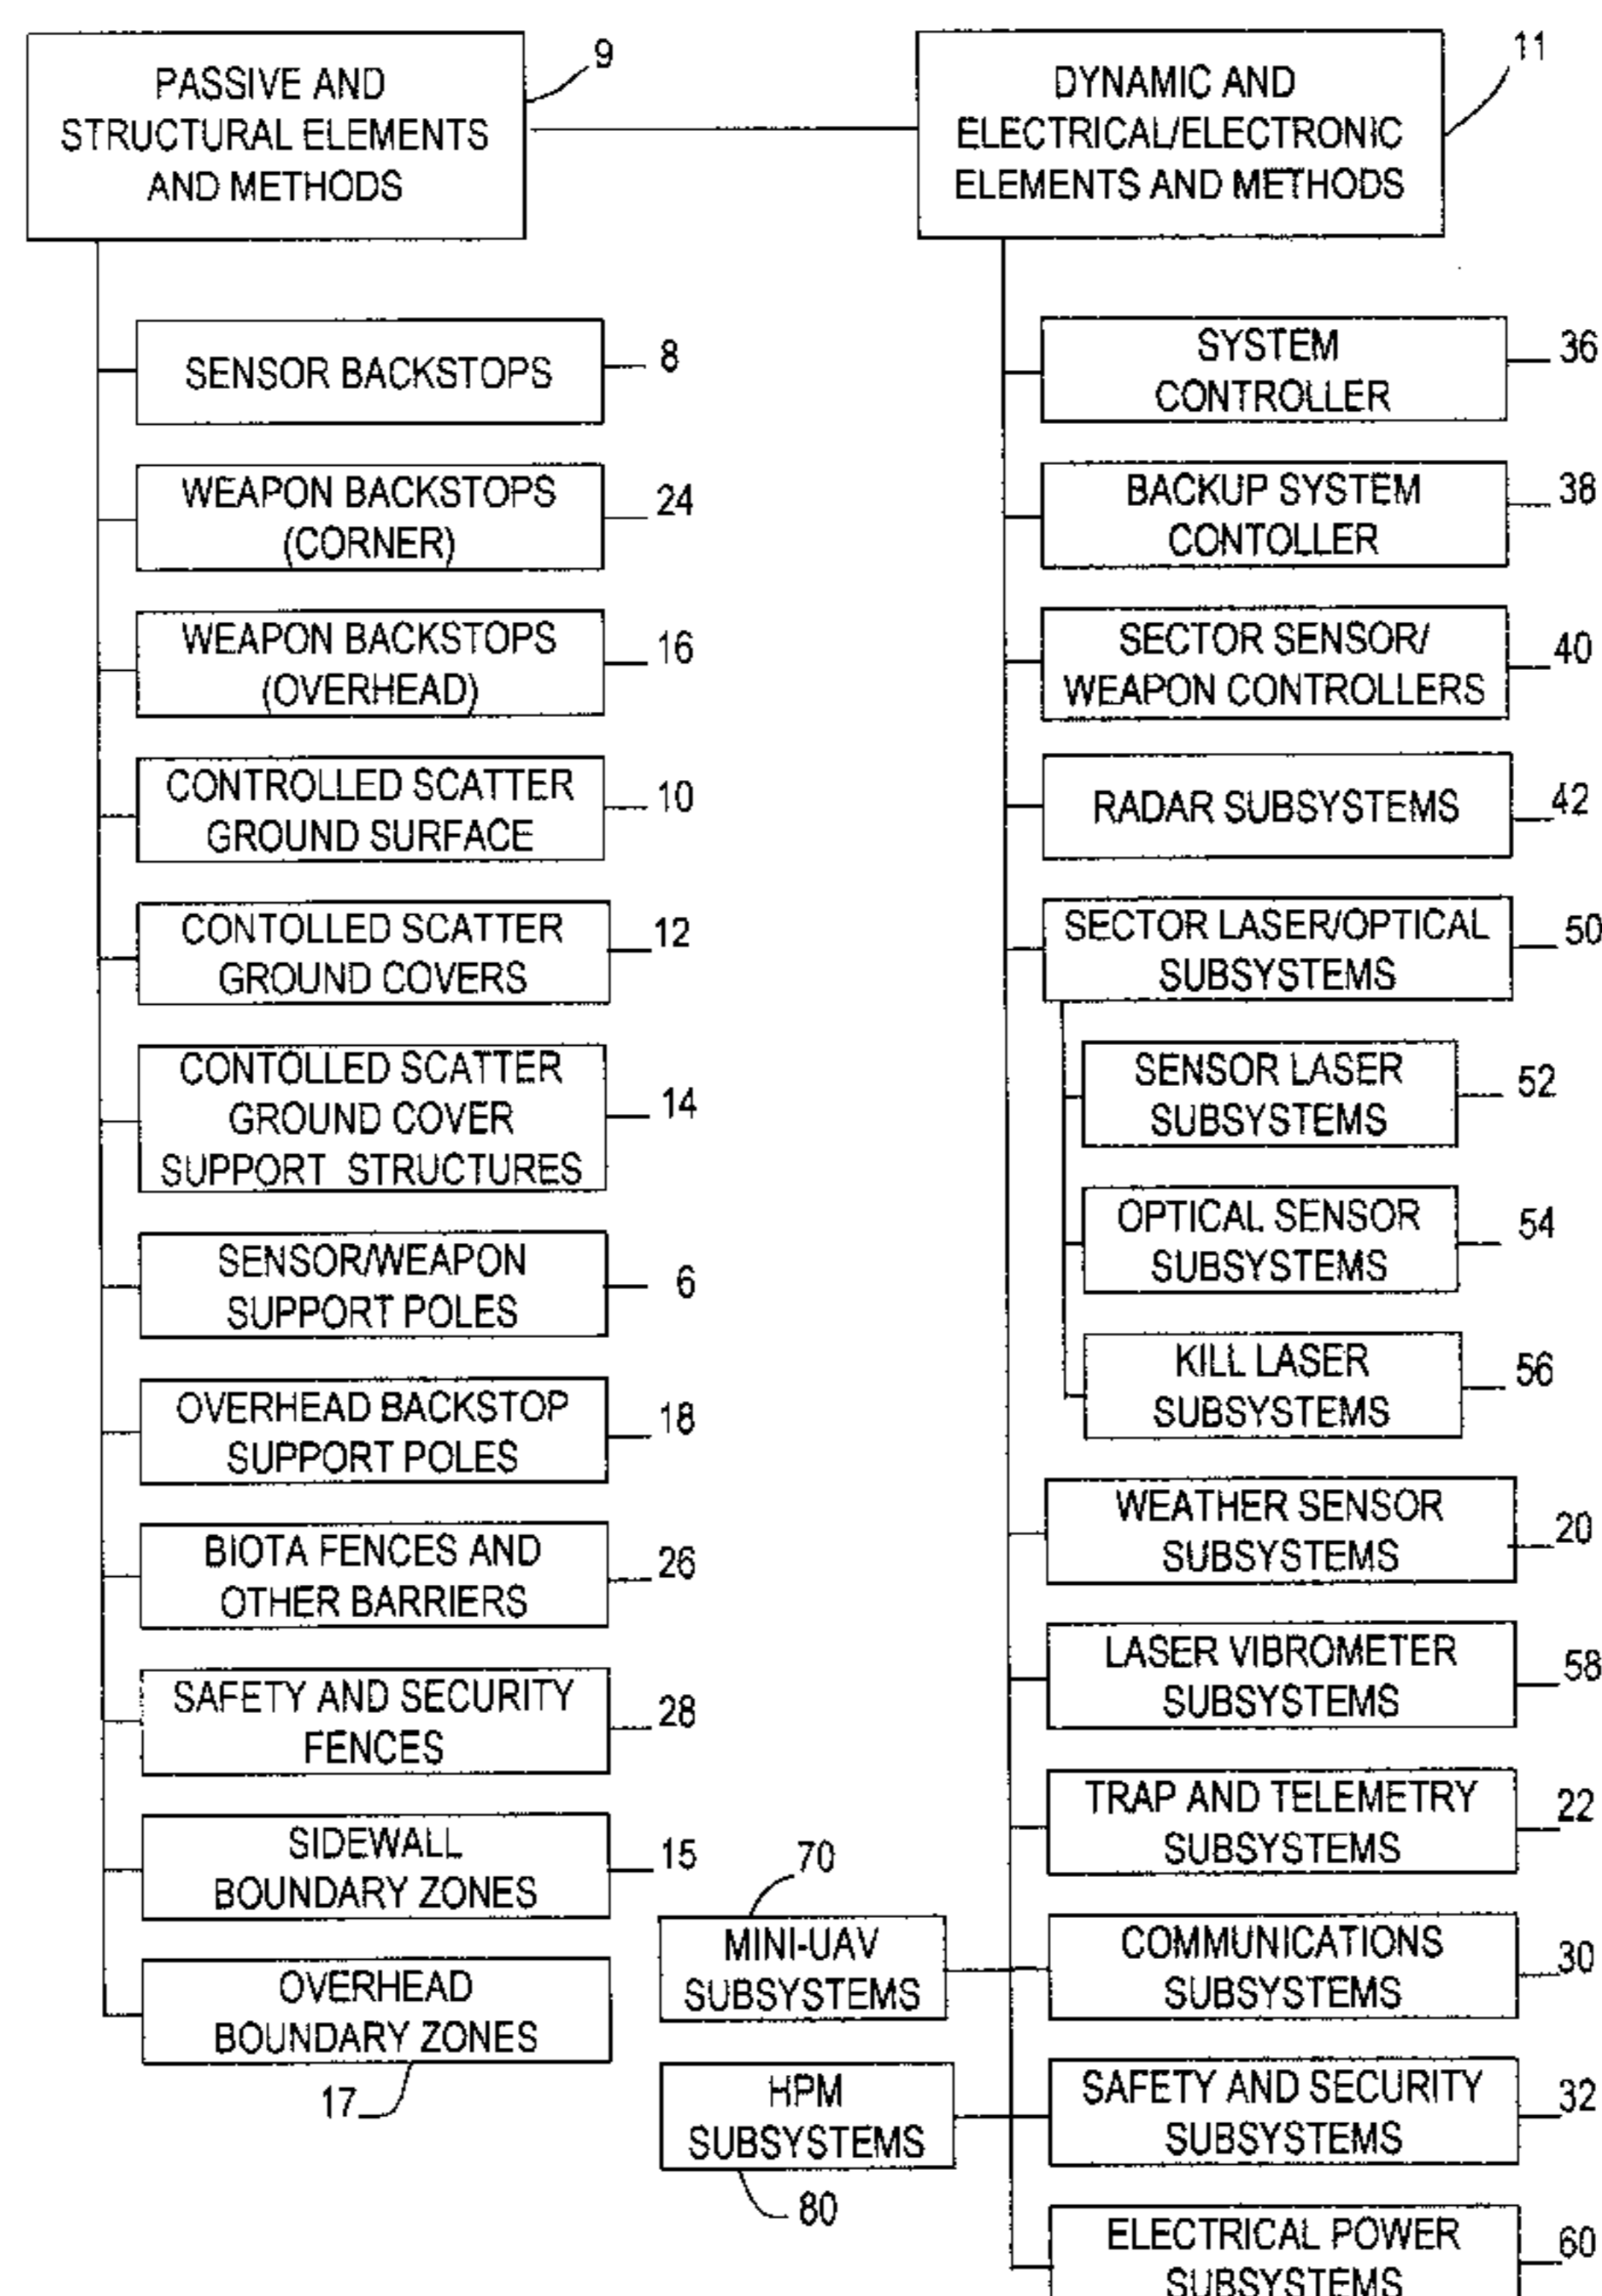 PASSIVE AND
STRUCTURAL ELEMENTS
AND METHODS
9
DYNAMIC AND
ELECTRICAL/ELECTRONIC
ELEMENTS AND METHODS
11
SENSOR BACKSTOPS
8
WEAPON BACKSTOPS
(CORNER)
24
WEAPON BACKSTOPS
(OVERHEAD)
16
CONTROLLED SCATTER
GROUND SURFACE
10
CONTOLLED SCATTER
GROUND COVERS
12
CONTOLLED SCATTER
GROUND COVER
SUPPORT STRUCTURES
14
SENSOR/WEAPON
SUPPORT POLES
6
OVERHEAD BACKSTOP
SUPPORT POLES
18
BIOTA FENCES AND
OTHER BARRIERS
26
SAFETY AND SECURITY
FENCES
28
SIDEWALL
BOUNDARY ZONES
15
OVERHEAD
BOUNDARY ZONES
17
SYSTEM
CONTROLLER
36
BACKUP SYSTEM
CONTOLLER
38
SECTOR SENSOR/
WEAPON CONTROLLERS
40
RADAR SUBSYSTEMS
42
SECTOR LASER/OPTICAL
SUBSYSTEMS
50
SENSOR LASER
SUBSYSTEMS
52
OPTICAL SENSOR
SUBSYSTEMS
54
KILL LASER
SUBSYSTEMS
56
WEATHER SENSOR
SUBSYSTEMS
20
LASER VIBROMETER
SUBSYSTEMS
58
TRAP AND TELEMETRY
SUBSYSTEMS
22
70
MINI-UAV
SUBSYSTEMS
COMMUNICATIONS
SUBSYSTEMS
30
HPM
SUBSYSTEMS
80
SAFETY AND SECURITY
SUBSYSTEMS
32
ELECTRICAL POWER
SUBSYSTEMS
60